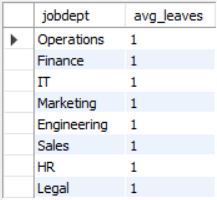 jobdept avg_leaves
Operations 1
Finance 1
IT 1
Marketing 1
Engineering 1
Sales 1
HR 1
Legal 1